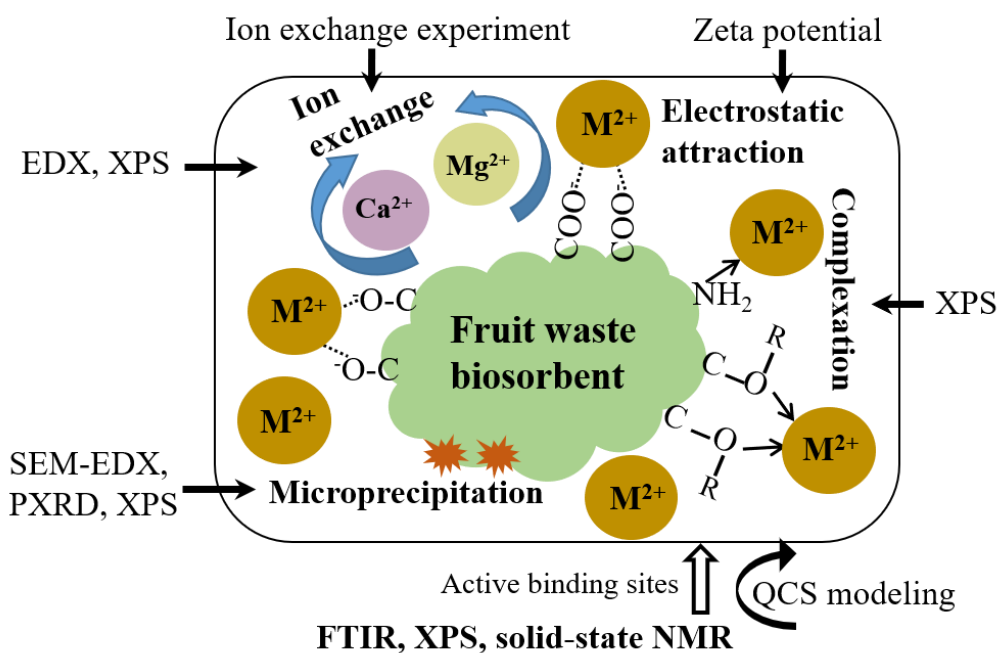 Ion exchange experiment
Zeta potential
Ion
exchange
M²⁺
Electrostatic
attraction
EDX, XPS
Mg²⁺
Ca²⁺
COO⁻
COO⁻
M²⁺
NH₂
Complexation
XPS
M²⁺
⁻O-C
⁻O-C
Fruit waste
biosorbent
R
C
O
C
O
R
M²⁺
M²⁺
M²⁺
SEM-EDX,
PXRD, XPS
Microprecipitation
Active binding sites
QCS modeling
FTIR, XPS, solid-state NMR